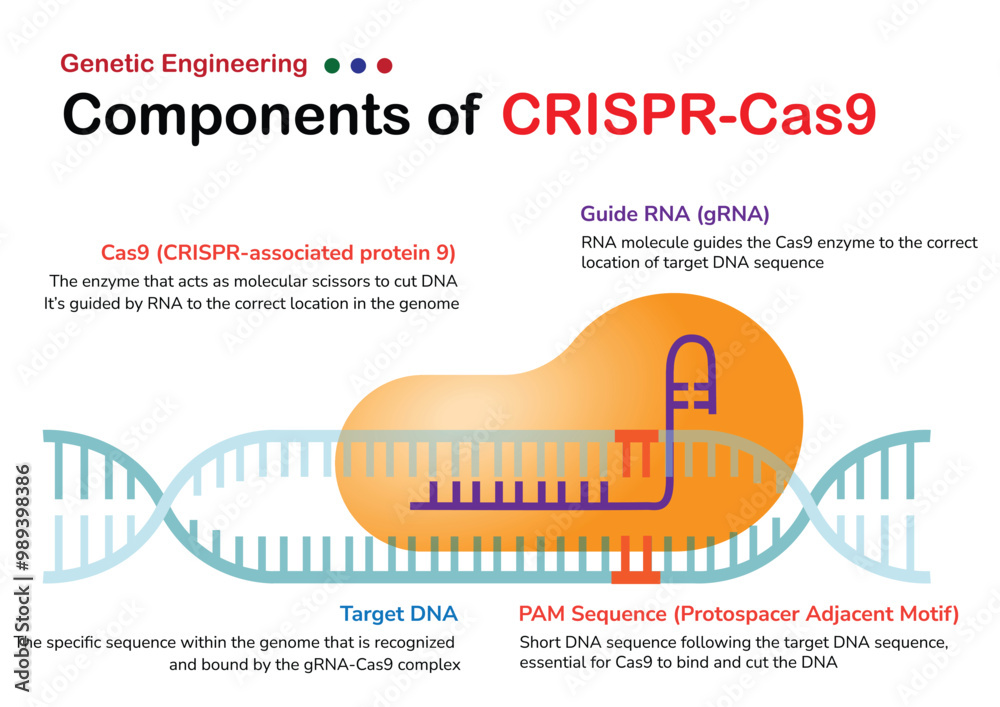 Genetic Engineering
Components of CRISPR-Cas9
Guide RNA (gRNA)
RNA molecule guides the Cas9 enzyme to the correct
location of target DNA sequence
Cas9 (CRISPR-associated protein 9)
The enzyme that acts as molecular scissors to cut DNA
It's guided by RNA to the correct location in the genome
Target DNA
The specific sequence within the genome that is recognized
and bound by the gRNA-Cas9 complex
PAM Sequence (Protospacer Adjacent Motif)
Short DNA sequence following the target DNA sequence,
essential for Cas9 to bind and cut the DNA
Adobe Stock | #989398386